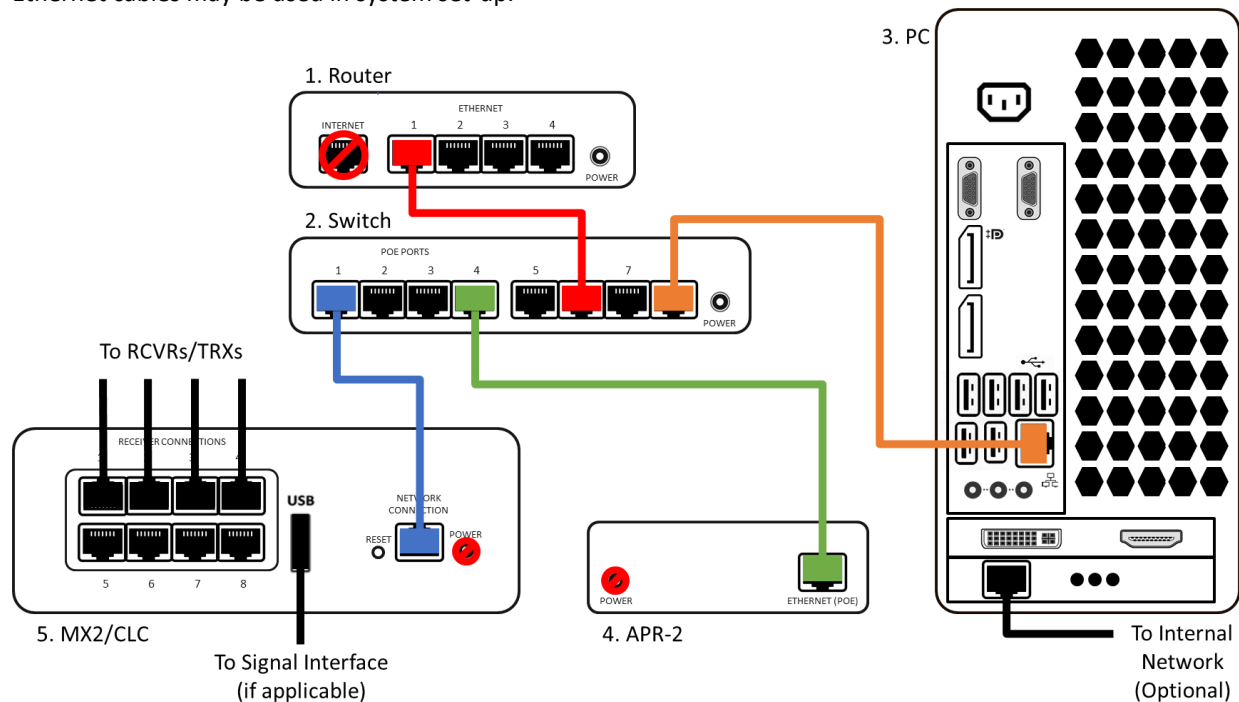 Ethernet cables may be used in system set-up.
3. PC
1. Router
ETHERNET
INTERNET
1 2 3 4
POWER
2. Switch
POE PORTS
1 2 3 4 5 7
POWER
To RCVRs/TRXs
RECEIVER CONNECTIONS
USB
NETWORK
CONNECTION
RESET
POWER
5 6 7 8
5. MX2/CLC
To Signal Interface
(if applicable)
POWER
ETHERNET (POE)
4. APR-2
To Internal
Network
(Optional)